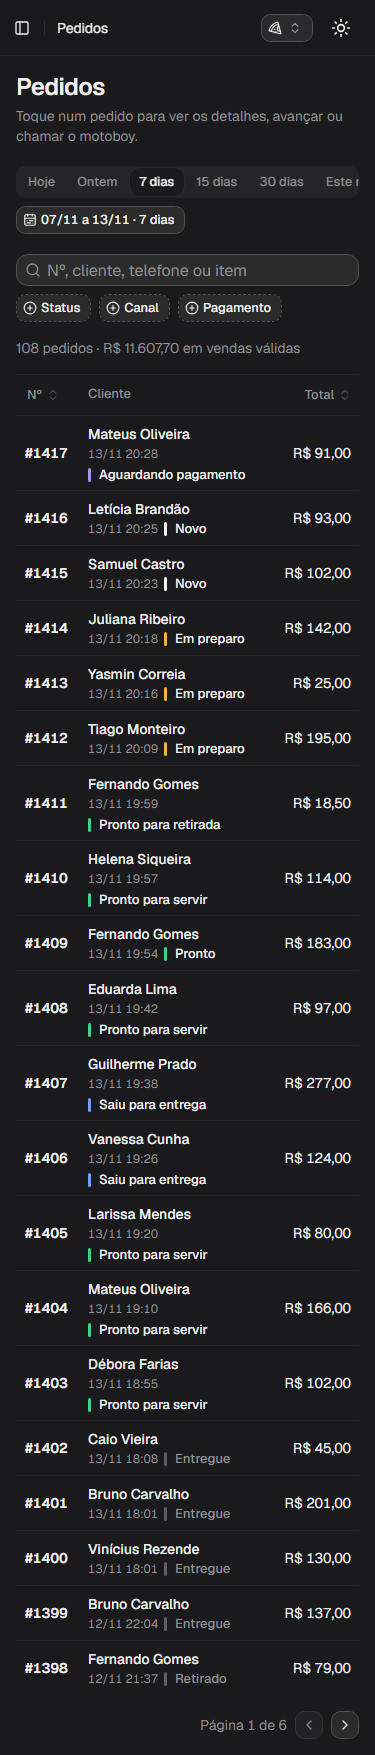 Pedidos
Pedidos
Toque num pedido para ver os detalhes, avançar ou
chamar o motoboy.
Hoje Ontem 7 dias 15 dias 30 dias Este
07/11 a 13/11 · 7 dias
Nº, cliente, telefone ou item
Status Canal Pagamento
108 pedidos · R$ 11.607,70 em vendas válidas
Nº Cliente Total
Mateus Oliveira
#1417 13/11 20:28 R$ 91,00
Aguardando pagamento
Letícia Brandão
#1416 13/11 20:25 Novo R$ 93,00
Samuel Castro
#1415 13/11 20:23 Novo R$ 102,00
Juliana Ribeiro
#1414 13/11 20:18 Em preparo R$ 142,00
Yasmin Correia
#1413 13/11 20:16 Em preparo R$ 25,00
Tiago Monteiro
#1412 13/11 20:09 Em preparo R$ 195,00
Fernando Gomes
#1411 13/11 19:59 R$ 18,50
Pronto para retirada
Helena Siqueira
#1410 13/11 19:57 R$ 114,00
Pronto para servir
Fernando Gomes
#1409 13/11 19:54 Pronto R$ 183,00
Eduarda Lima
#1408 13/11 19:42 R$ 97,00
Pronto para servir
Guilherme Prado
#1407 13/11 19:38 R$ 277,00
Saiu para entrega
Vanessa Cunha
#1406 13/11 19:26 R$ 124,00
Saiu para entrega
Larissa Mendes
#1405 13/11 19:20 R$ 80,00
Pronto para servir
Mateus Oliveira
#1404 13/11 19:10 R$ 166,00
Pronto para servir
Débora Farias
#1403 13/11 18:55 R$ 102,00
Pronto para servir
Caio Vieira
#1402 13/11 18:08 Entregue R$ 45,00
Bruno Carvalho
#1401 13/11 18:01 Entregue R$ 201,00
Vinícius Rezende
#1400 13/11 18:01 Entregue R$ 130,00
Bruno Carvalho
#1399 12/11 22:04 Entregue R$ 137,00
Fernando Gomes
#1398 12/11 21:37 Retirado R$ 79,00
Página 1 de 6